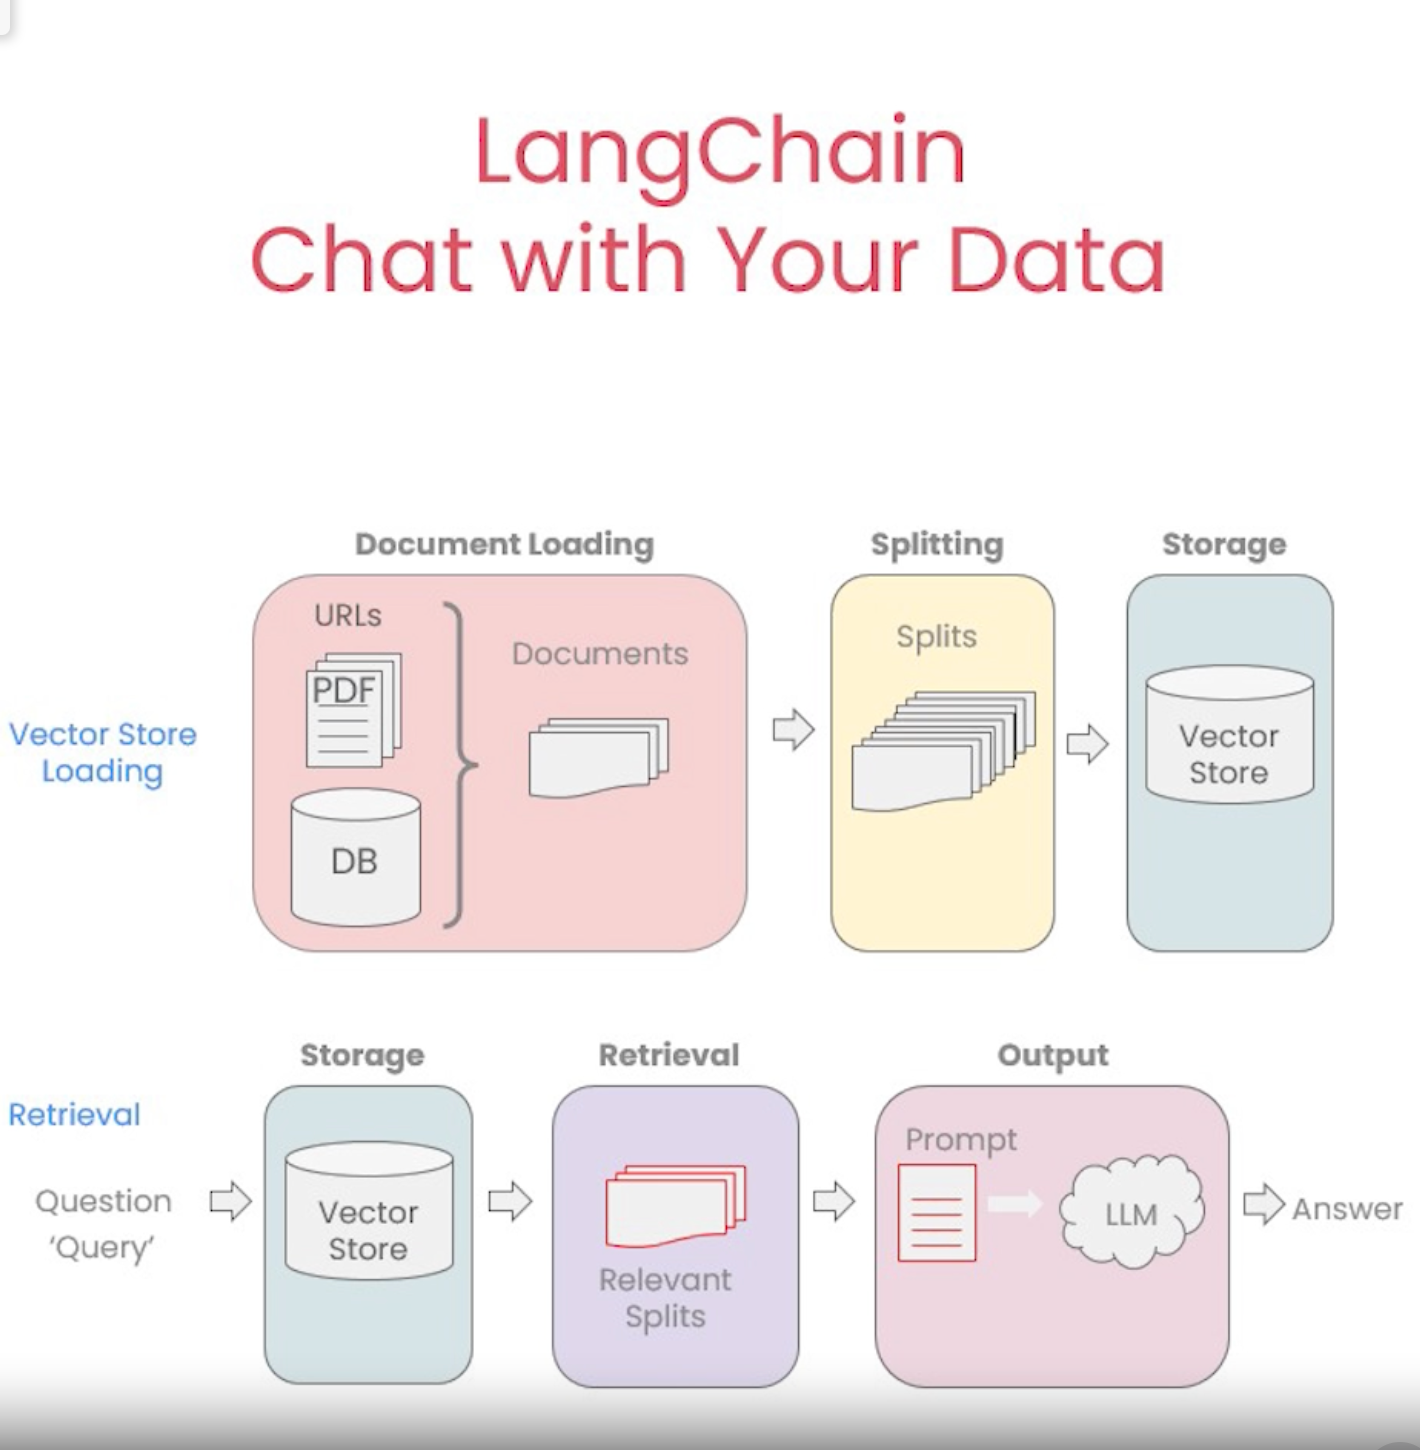 LangChain
Chat with Your Data
Document Loading
Splitting
Storage
URLs
PDF
DB
Documents
Splits
Vector
Store
Vector Store
Loading
Storage
Retrieval
Output
Retrieval
Question
‘Query’
Vector
Store
Relevant
Splits
Prompt
LLM
Answer